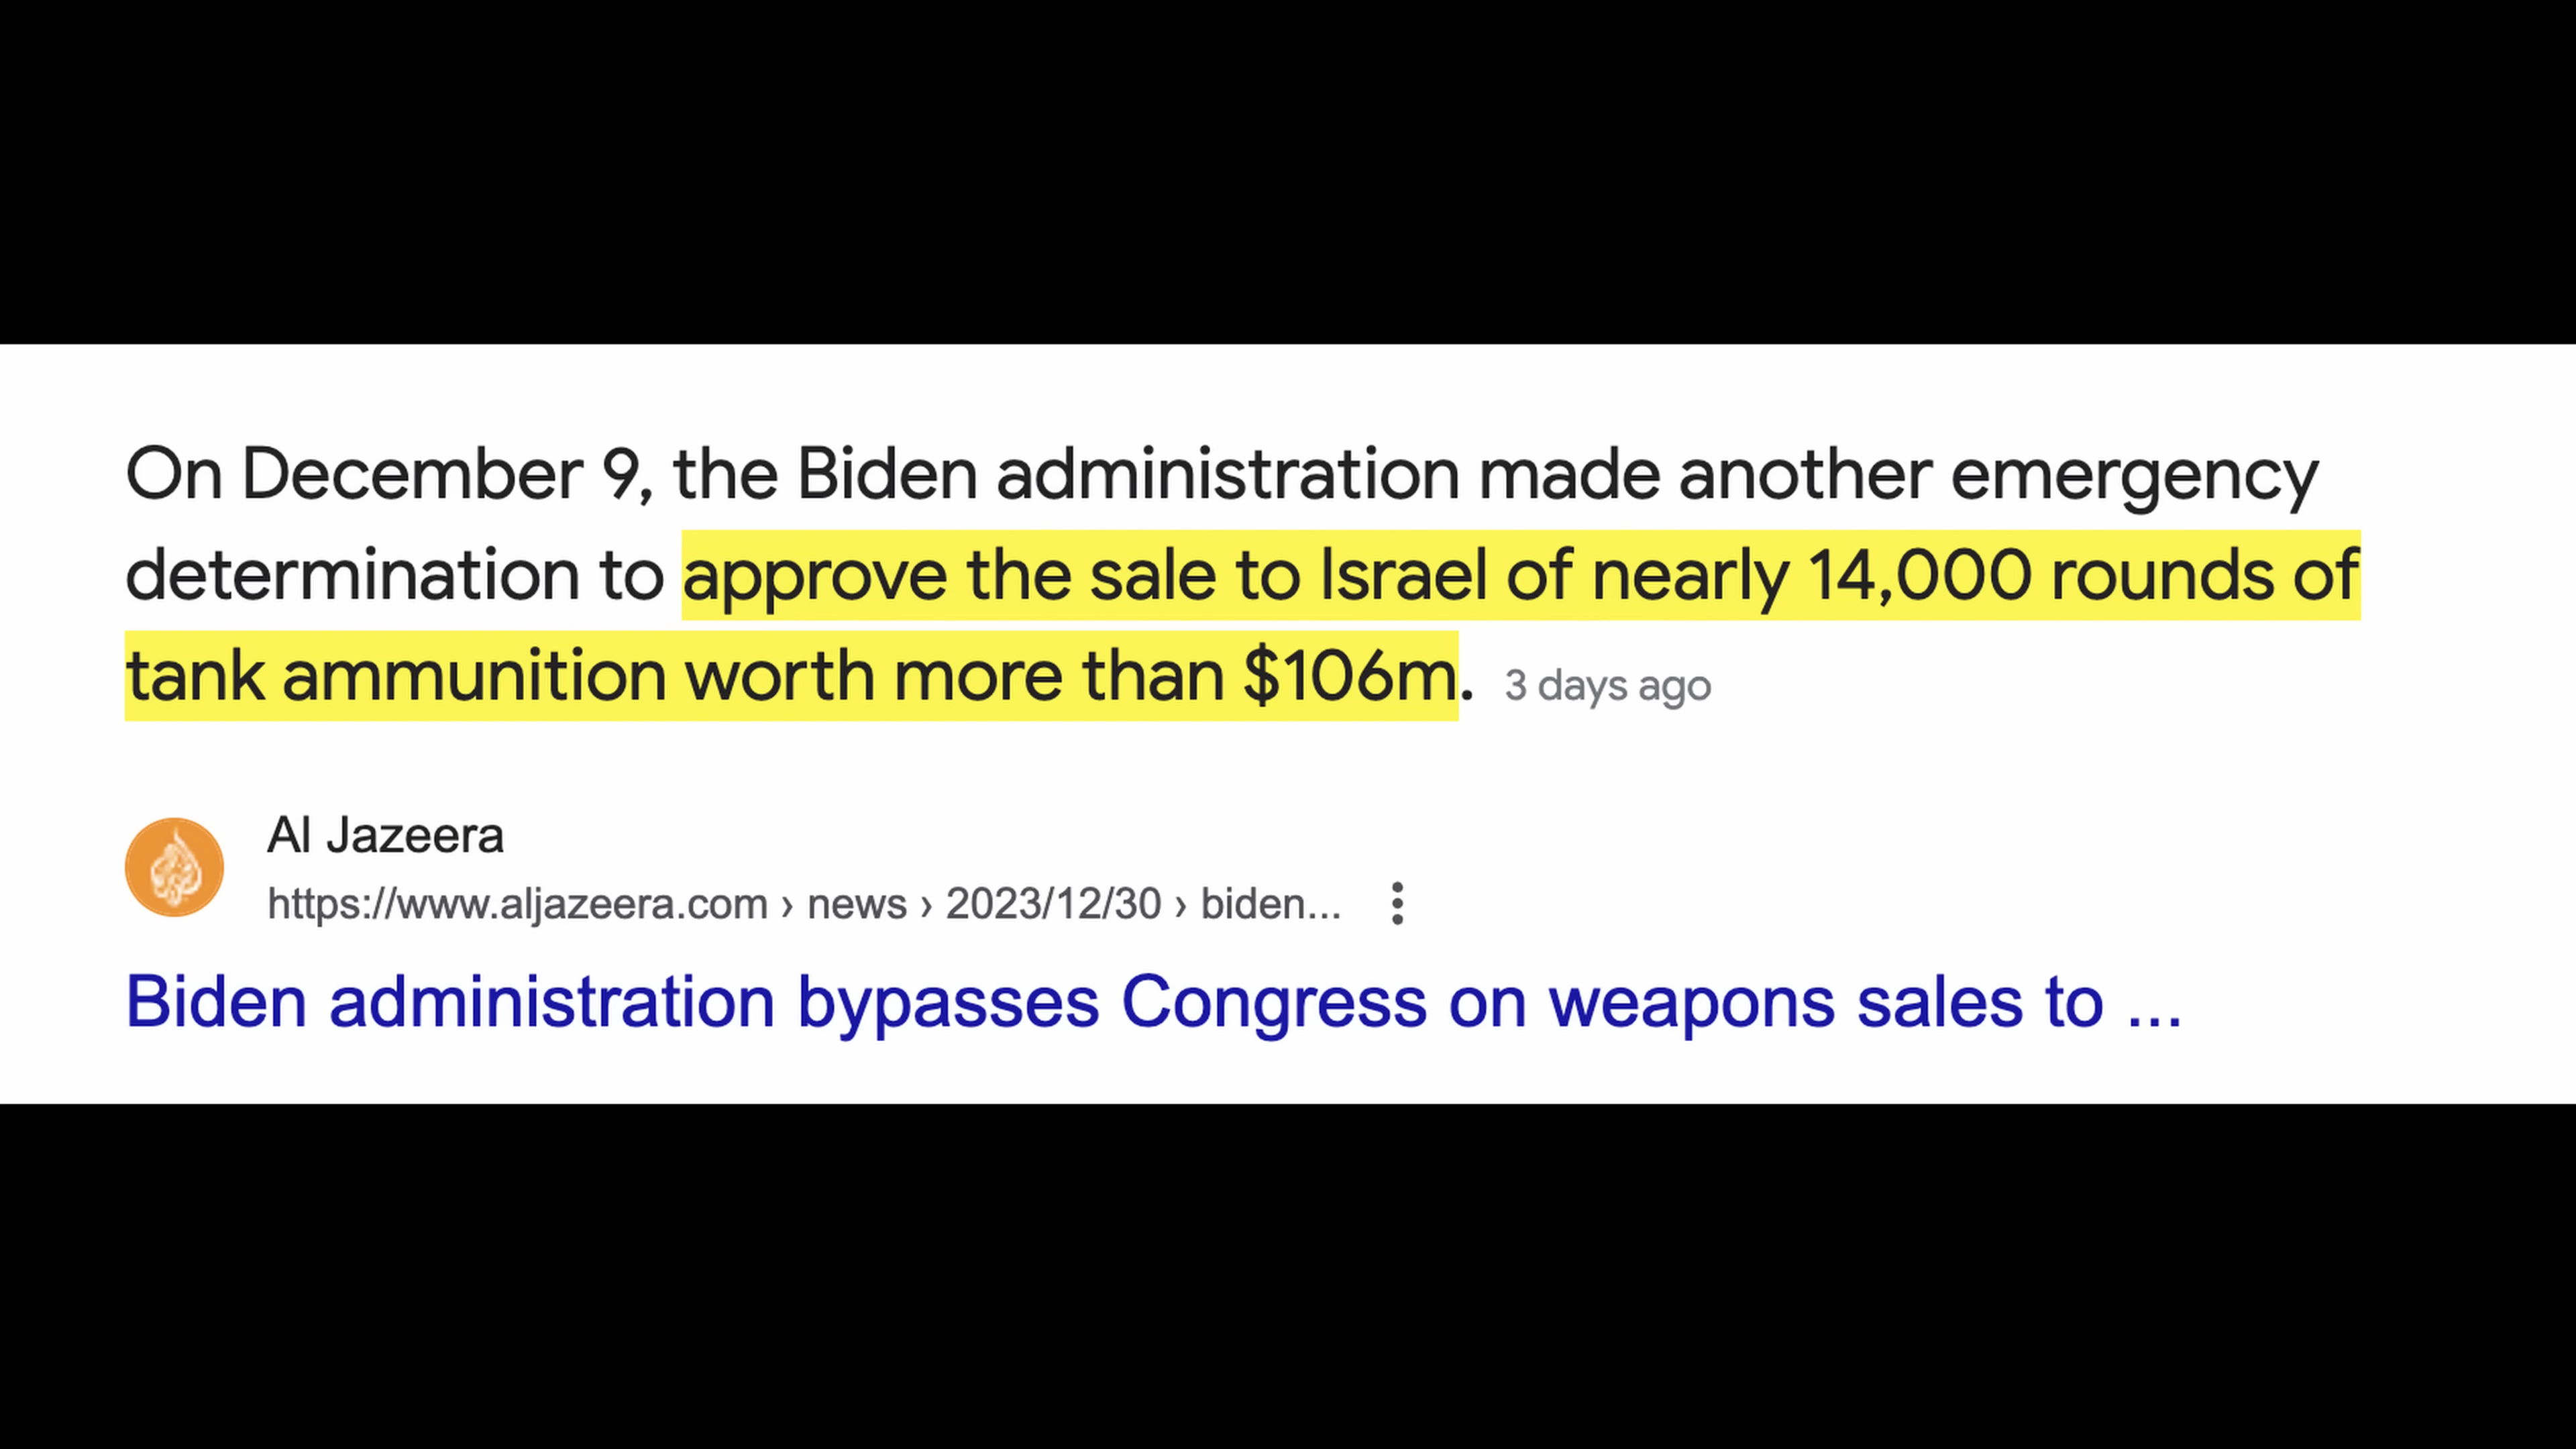 On December 9, the Biden administration made another emergency
determination to approve the sale to Israel of nearly 14,000 rounds of
tank ammunition worth more than $106m. 3 days ago
Al Jazeera
https://www.aljazeera.com › news › 2023/12/30 › biden...
Biden administration bypasses Congress on weapons sales to ...